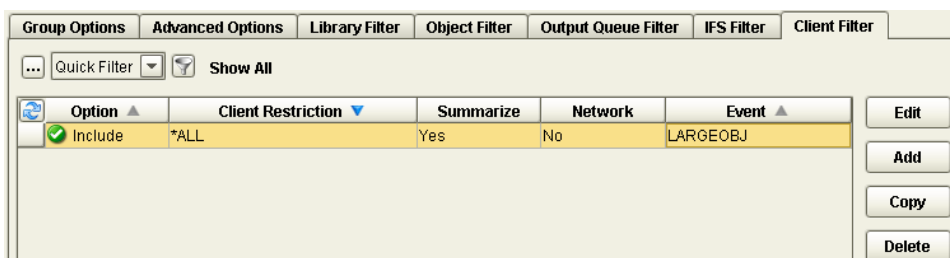 Group Options Advanced Options Library Filter Object Filter Output Queue Filter IFS Filter Client Filter
... Quick Filter Show All
Option Client Restriction Summarize Network Event Edit
Include *ALL Yes No LARGEOBJ
Add
Copy
Delete